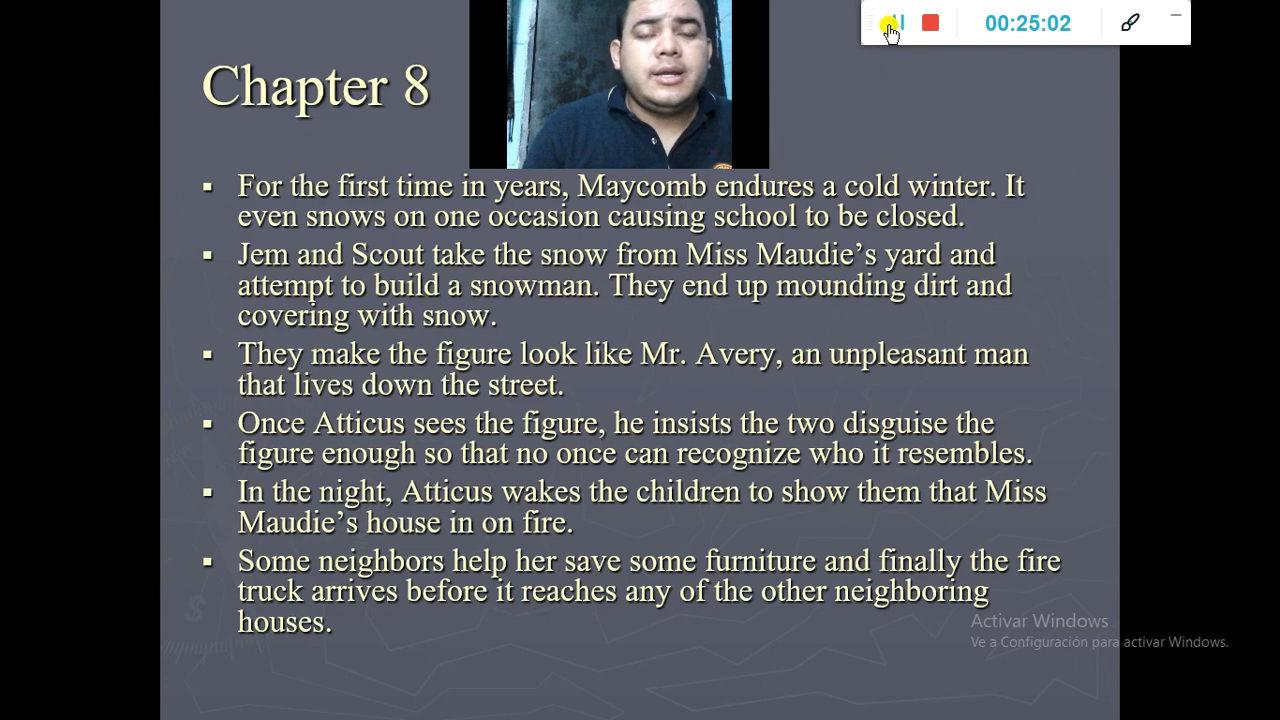 00:25:02
Chapter 8
For the first time in years, Maycomb endures a cold winter. It
even snows on one occasion causing school to be closed.
Jem and Scout take the snow from Miss Maudie’s yard and
attempt to build a snowman. They end up mounding dirt and
covering with snow.
They make the figure look like Mr. Avery, an unpleasant man
that lives down the street.
Once Atticus sees the figure, he insists the two disguise the
figure enough so that no once can recognize who it resembles.
In the night, Atticus wakes the children to show them that Miss
Maudie’s house in on fire.
Some neighbors help her save some furniture and finally the fire
truck arrives before it reaches any of the other neighboring
houses.
Activar Windows
Ve a Configuración para activar Windows.